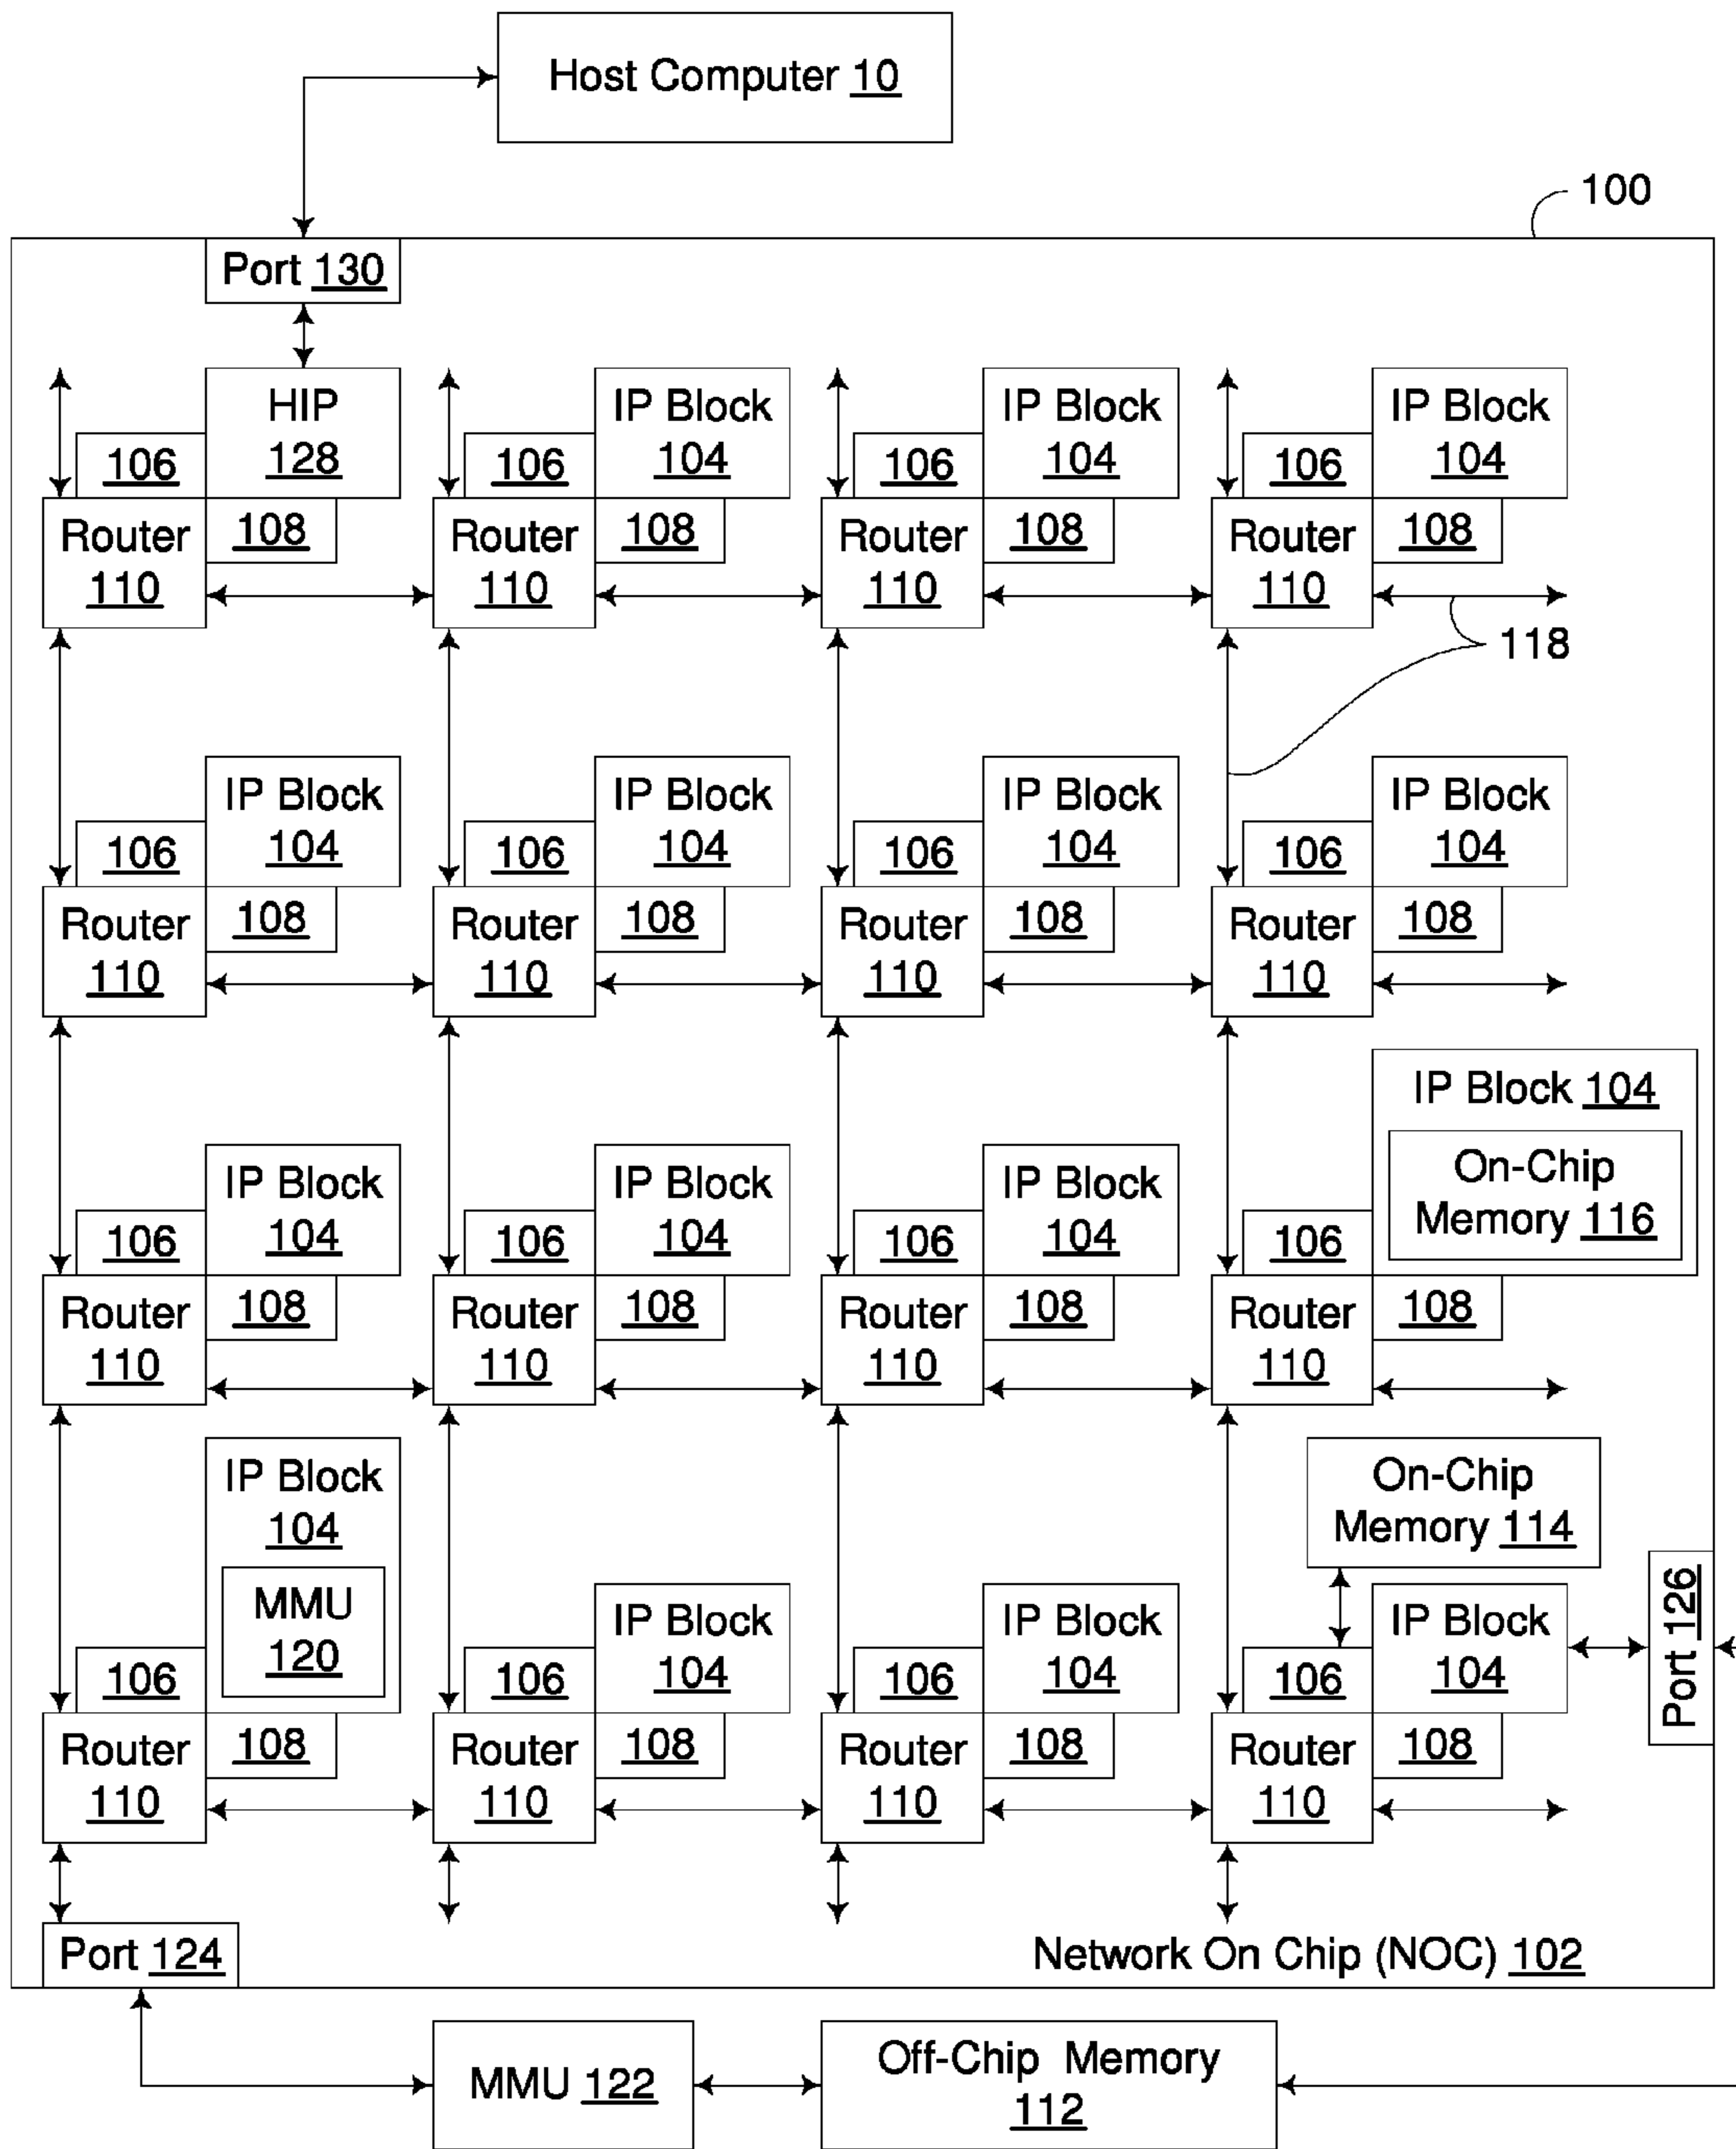 Host Computer 10
100
Port 130
HIP
128
106
108
Router
110
IP Block
104
106
108
Router
110
IP Block
104
106
108
Router
110
IP Block
104
106
108
Router
110
118
IP Block
104
106
108
Router
110
IP Block
104
106
108
Router
110
IP Block
104
106
108
Router
110
IP Block
104
106
108
Router
110
IP Block
104
106
108
Router
110
IP Block
104
106
108
Router
110
IP Block
104
106
108
Router
110
IP Block 104
On-Chip
Memory 116
106
108
Router
110
IP Block
104
MMU
120
106
108
Router
110
IP Block
104
106
108
Router
110
IP Block
104
106
108
Router
110
On-Chip
Memory 114
IP Block
104
106
108
Router
110
Port 126
Port 124
Network On Chip (NOC) 102
MMU 122
Off-Chip Memory
112